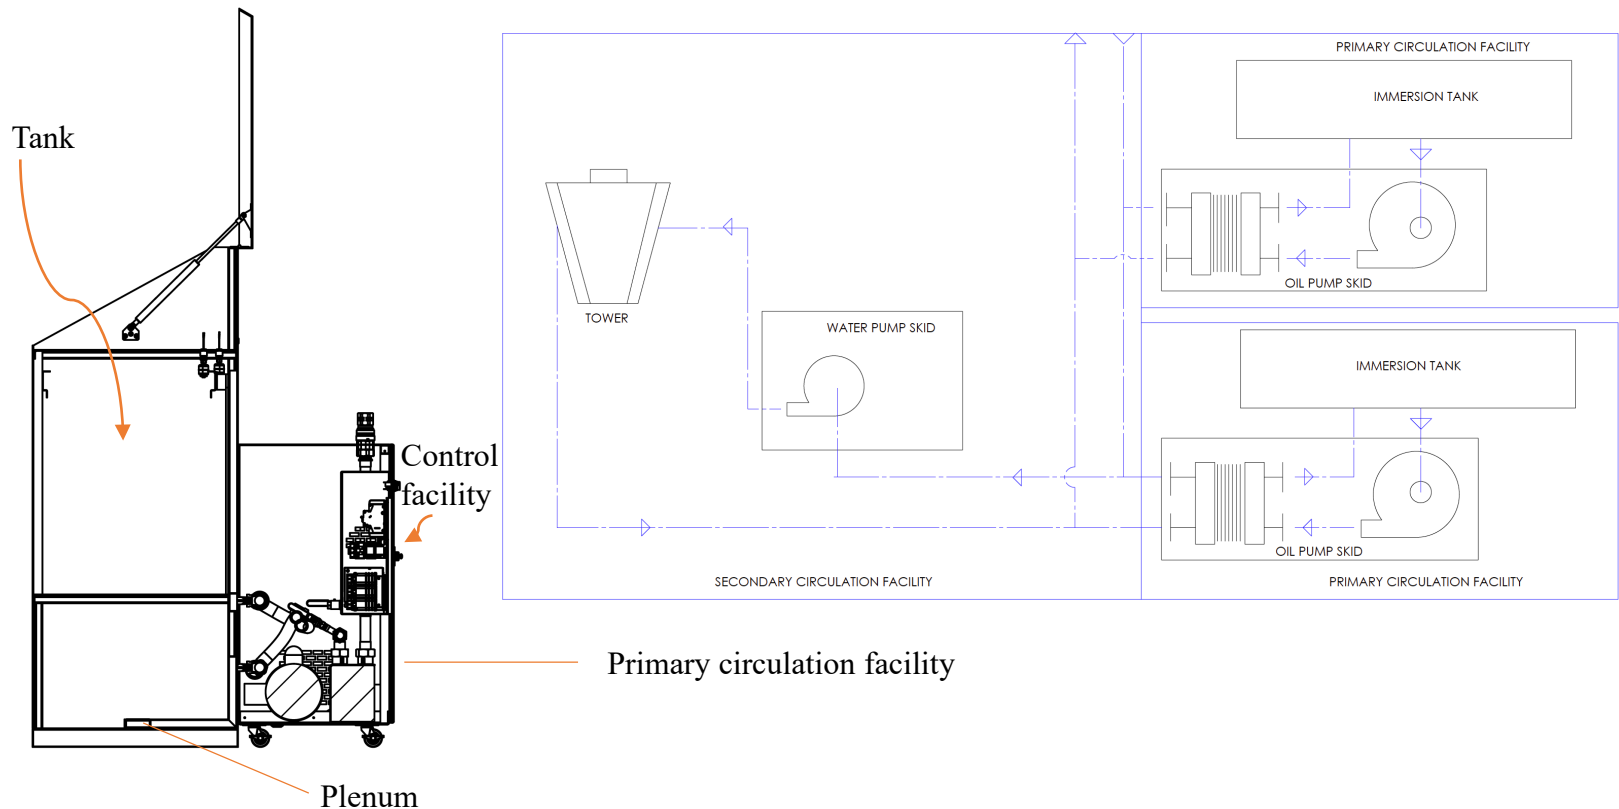 Tank
Control
facility
Primary circulation facility
Plenum
PRIMARY CIRCULATION FACILITY
IMMERSION TANK
OIL PUMP SKID
TOWER
WATER PUMP SKID
IMMERSION TANK
OIL PUMP SKID
SECONDARY CIRCULATION FACILITY
PRIMARY CIRCULATION FACILITY